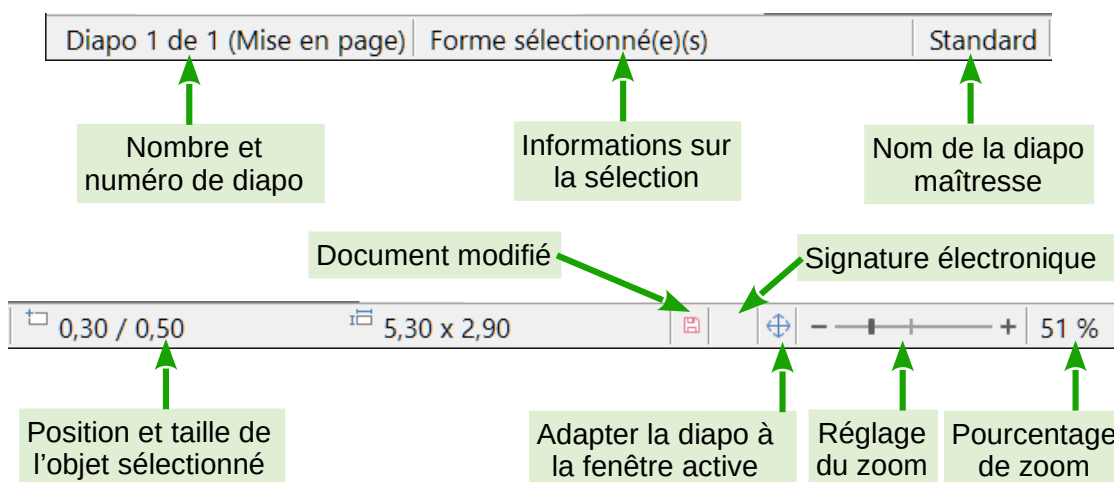 Diapo 1 de 1 (Mise en page) Forme sélectionné(e)(s) Standard
Nombre et
numéro de diapo
Informations sur
la sélection
Nom de la diapo
maîtresse
Document modifié
Signature électronique
0,30 / 0,50 5,30 x 2,90 51 %
Position et taille de
l’objet sélectionné
Adapter la diapo à
la fenêtre active
Réglage
du zoom
Pourcentage
de zoom